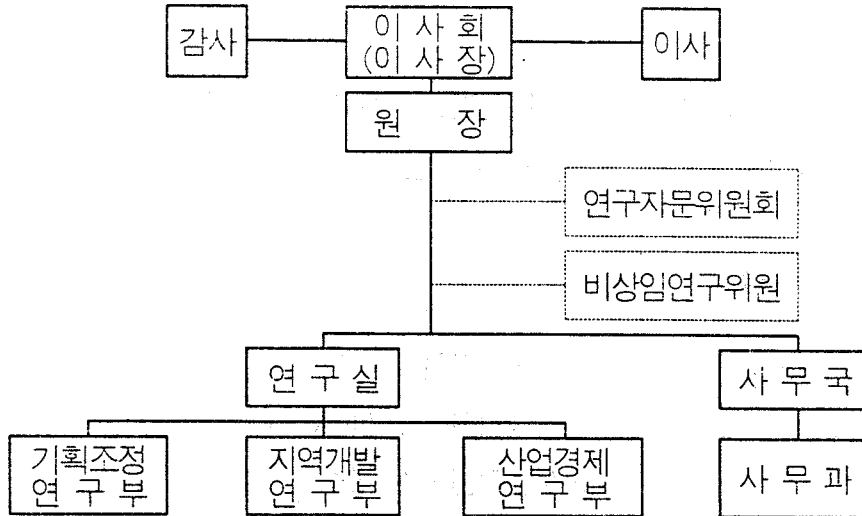 감사
이 사 회
(이 사 장)
이사
원 장
연구자문위원회
비상임연구위원
연 구 실
사 무 국
기획조정
연 구 부
지역개발
연 구 부
산업경제
연 구 부
사 무 과